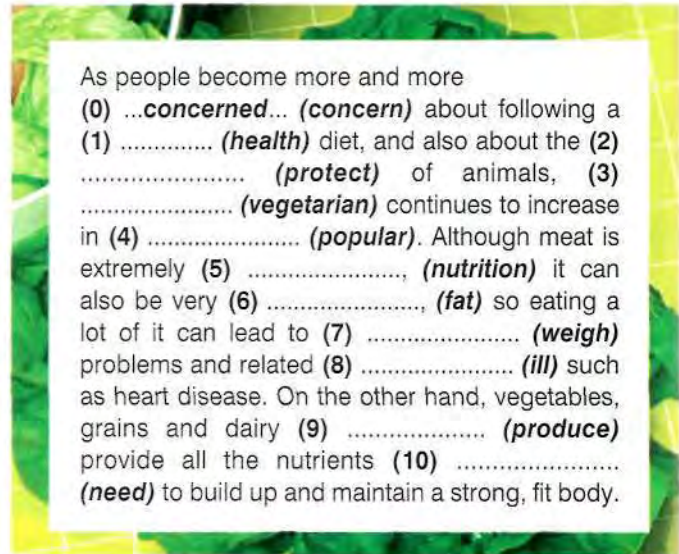 As people become more and more
(0) ...concerned... (concern) about following a
(1) .............. (health) diet, and also about the (2)
........................ (protect) of animals, (3)
...................... (vegetarian) continues to increase
in (4) ...................... (popular). Although meat is
extremely (5) ......................, (nutrition) it can
also be very (6) ......................, (fat) so eating a
lot of it can lead to (7) ...................... (weigh)
problems and related (8) ...................... (ill) such
as heart disease. On the other hand, vegetables,
grains and dairy (9) .................... (produce)
provide all the nutrients (10) ........................
(need) to build up and maintain a strong, fit body.